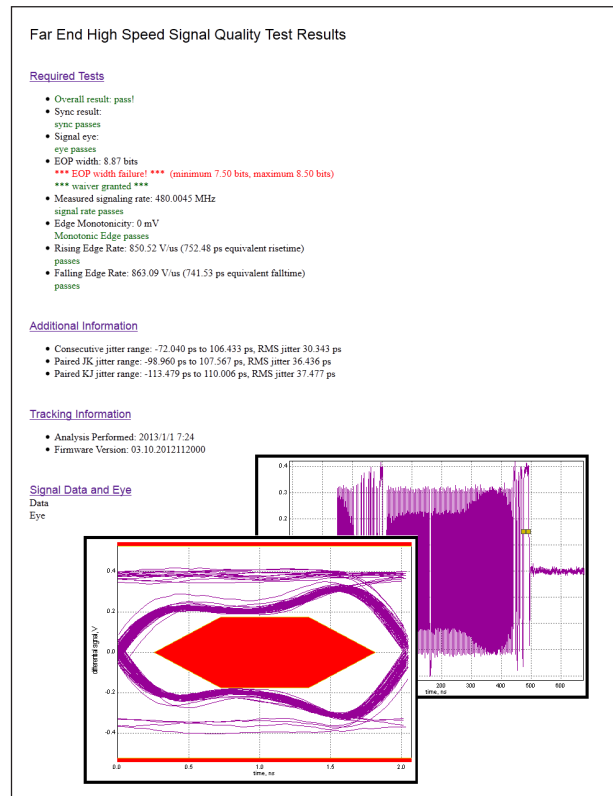 Far End High Speed Signal Quality Test Results
Required Tests
• Overall result: pass!
• Sync result:
sync passes
• Signal eye:
eye passes
• EOP width: 8.87 bits
*** EOP width failure! *** (minimum 7.50 bits, maximum 8.50 bits)
*** waiver granted ***
• Measured signaling rate: 480.0045 MHz
signal rate passes
• Edge Monotonicity: 0 mV
Monotonic Edge passes
• Rising Edge Rate: 850.52 V/us (752.48 ps equivalent risetime)
passes
• Falling Edge Rate: 863.09 V/us (741.53 ps equivalent falltime)
passes
Additional Information
• Consecutive jitter range: -72.040 ps to 106.433 ps, RMS jitter 30.343 ps
• Paired JK jitter range: -98.960 ps to 107.567 ps, RMS jitter 36.436 ps
• Paired KJ jitter range: -113.479 ps to 110.006 ps, RMS jitter 37.477 ps
Tracking Information
• Analysis Performed: 2013/1/1 7:24
• Firmware Version: 03.10.2012112000
Signal Data and Eye
Data
Eye
0.4
0.3
0.2
200 300 400 500 600
time, ns
0.4
0.2
0.0
-0.2
-0.4
differential signal, V
0.0 0.5 1.0 1.5 2.0
time, ns